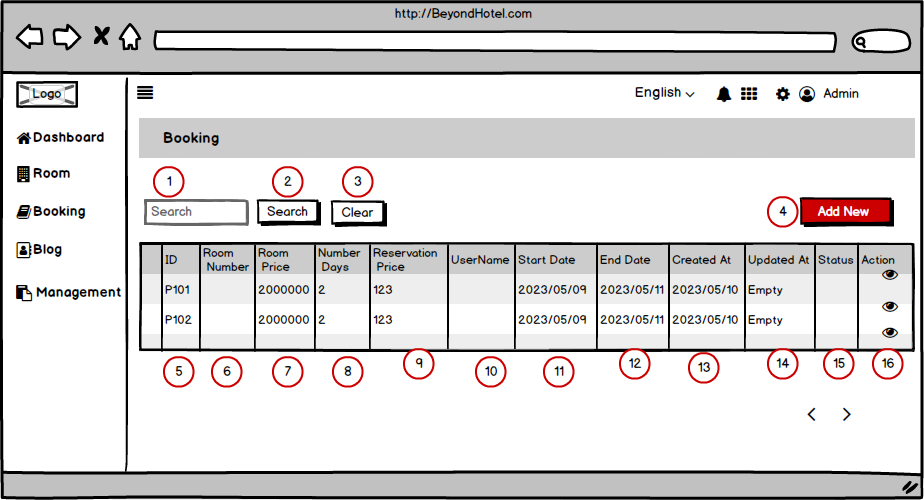 http://BeyondHotel.com
Logo
English
Admin
Dashboard
Room
Booking
Blog
Management
Booking
1
2
3
Search
Search
Clear
4
Add New
ID
Room Number
Room Price
Number Days
Reservation Price
UserName
Start Date
End Date
Created At
Updated At
Status
Action
P101 2000000 2 123 2023/05/09 2023/05/11 2023/05/10 Empty
P102 2000000 2 123 2023/05/09 2023/05/11 2023/05/10 Empty
5 6 7 8 9 10 11 12 13 14 15 16